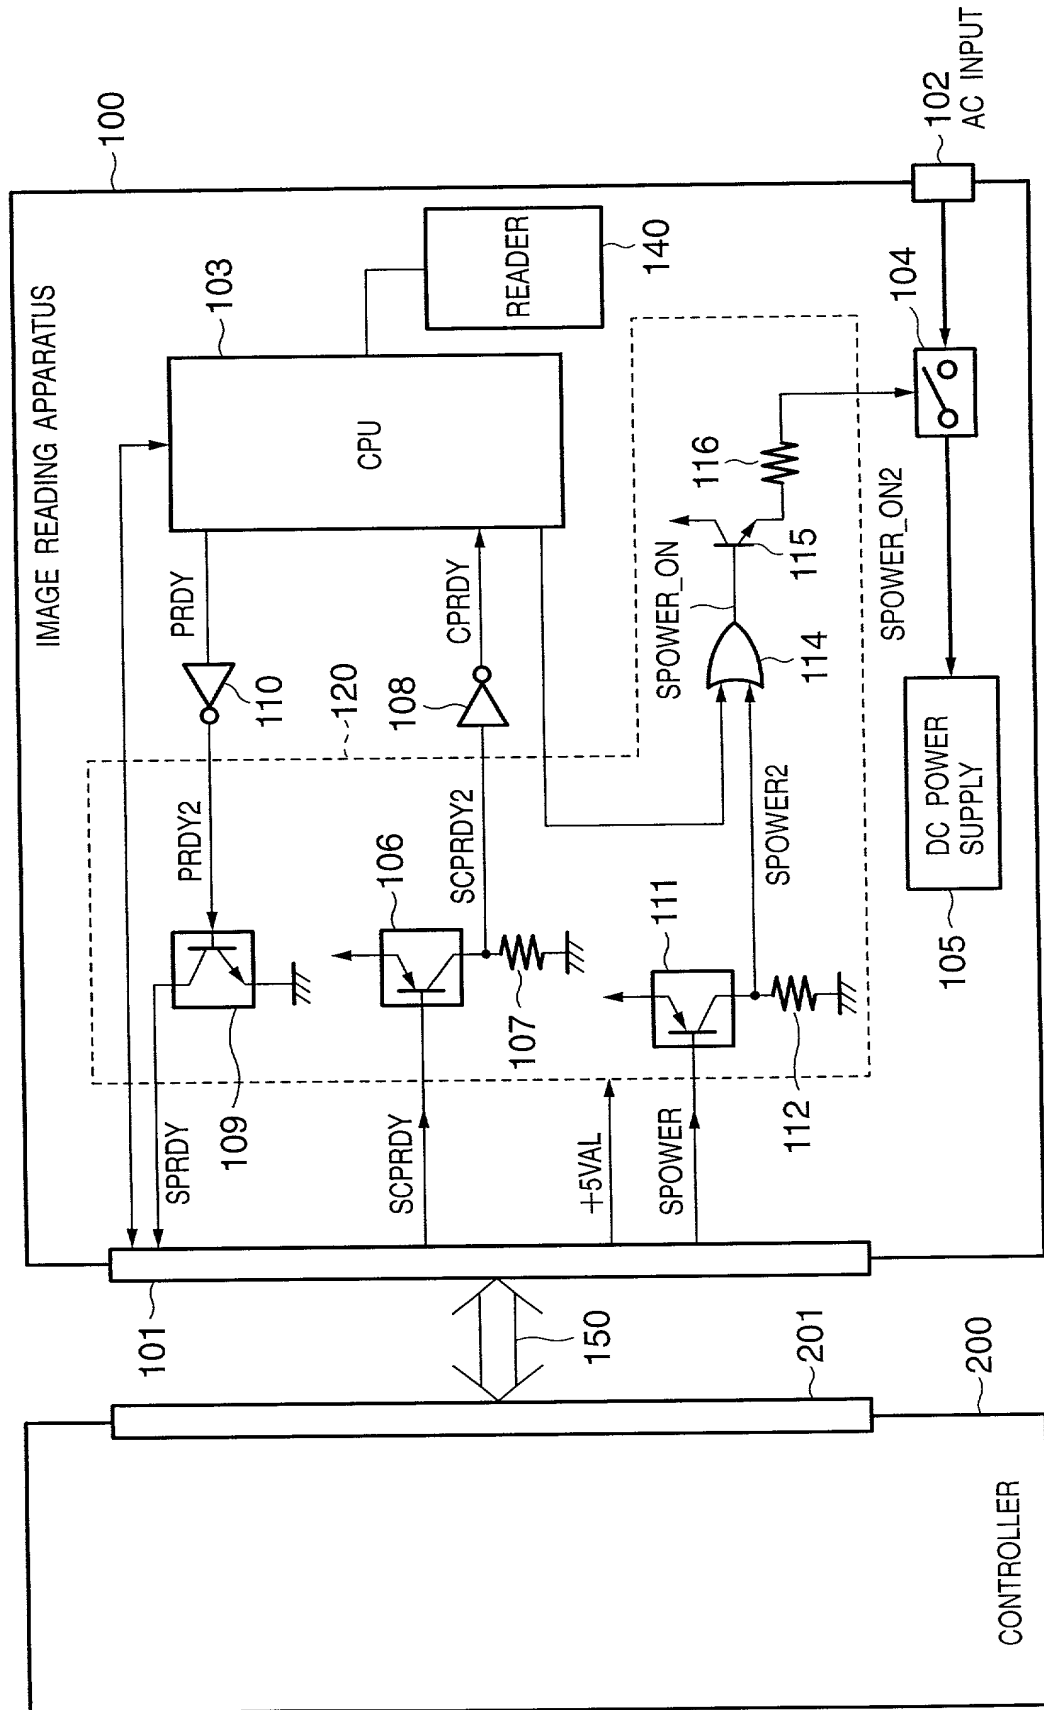 IMAGE READING APPARATUS
100
103
CPU
READER
140
PRDY
110
PRDY2
109
SPRDY
120
CPRDY
108
SCPRDY2
106
107
SCPRDY
+5VAL
SPOWER
111
112
SPOWER2
SPOWER_ON
114
115
116
SPOWER_ON2
104
102
AC INPUT
DC POWER
SUPPLY
105
101
150
201
200
CONTROLLER